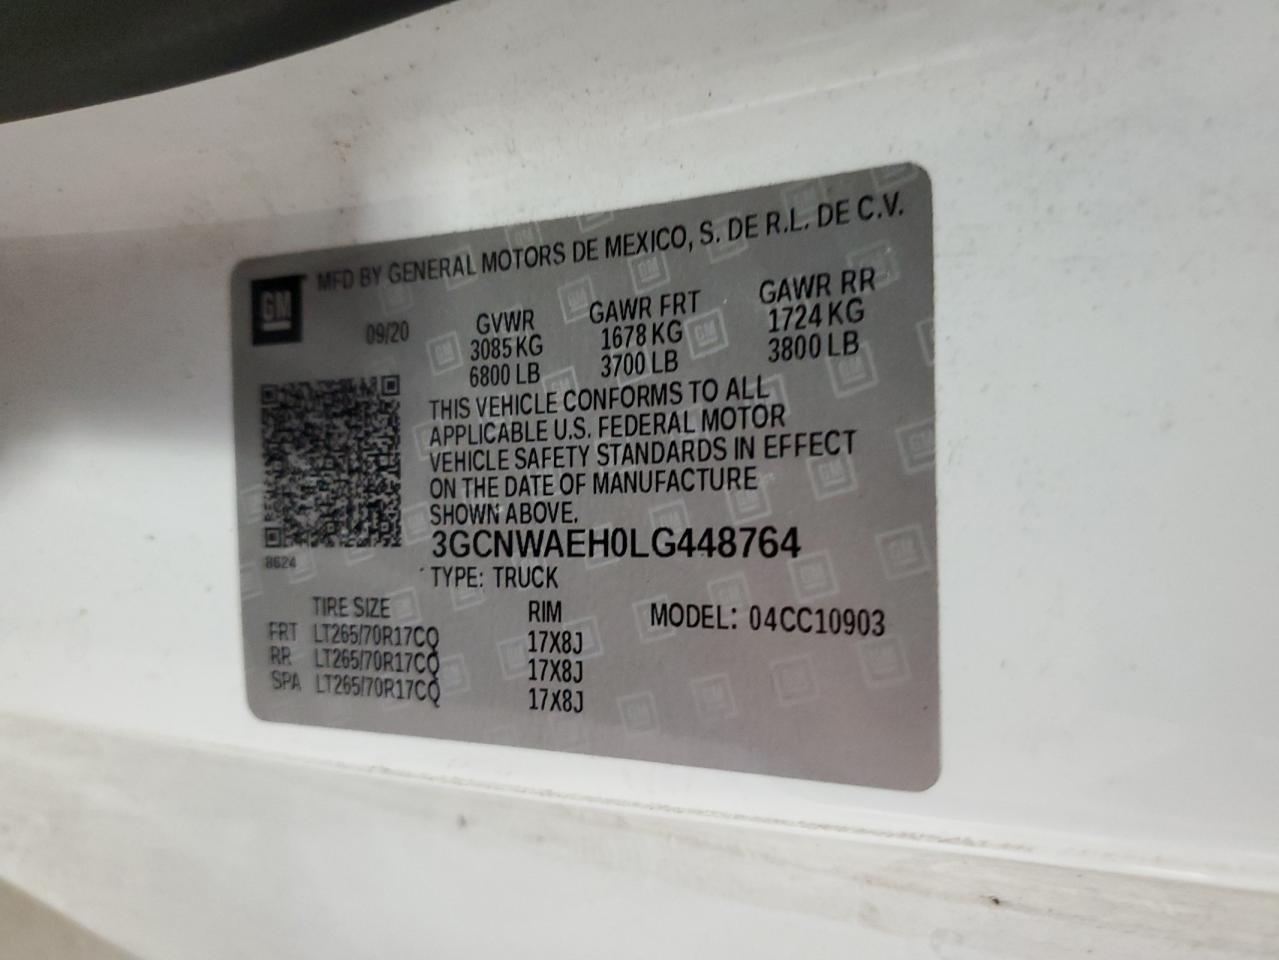 MFD BY GENERAL MOTORS DE MEXICO, S. DE R.L. DE C.V.
GM
09/20
GVWR GAWR FRT GAWR RR
3085 KG 1678 KG 1724 KG
6800 LB 3700 LB 3800 LB
THIS VEHICLE CONFORMS TO ALL
APPLICABLE U.S. FEDERAL MOTOR
VEHICLE SAFETY STANDARDS IN EFFECT
ON THE DATE OF MANUFACTURE
SHOWN ABOVE.
3GCNWAEH0LG448764
8624
TYPE: TRUCK
TIRE SIZE RIM MODEL: 04CC10903
FRT LT265/70R17CQ 17X8J
RR LT265/70R17CQ 17X8J
SPA LT265/70R17CQ 17X8J